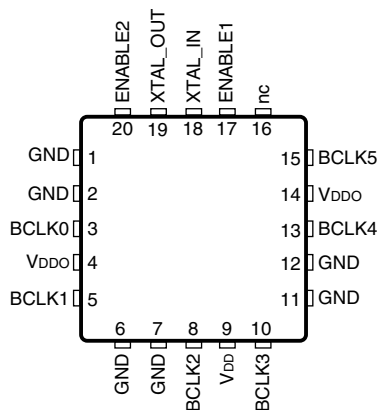 ENABLE2
XTAL_OUT
XTAL_IN
ENABLE1
nc
20 19 18 17 16
GND 1
15 BCLK5
GND 2
14 VDDO
BCLK0 3
13 BCLK4
VDDO 4
12 GND
BCLK1 5
11 GND
6 7 8 9 10
GND
GND
BCLK2
VDD
BCLK3